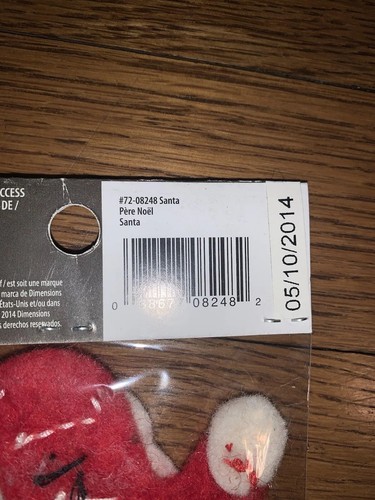 CCESS
DE /
#72-08248 Santa
Père Noël
Santa
f / est soit une marque
marca de Dimensions
États-Unis et/ou dans
2014 Dimensions
s derechos reservados.
0 08248 2
05/10/2014